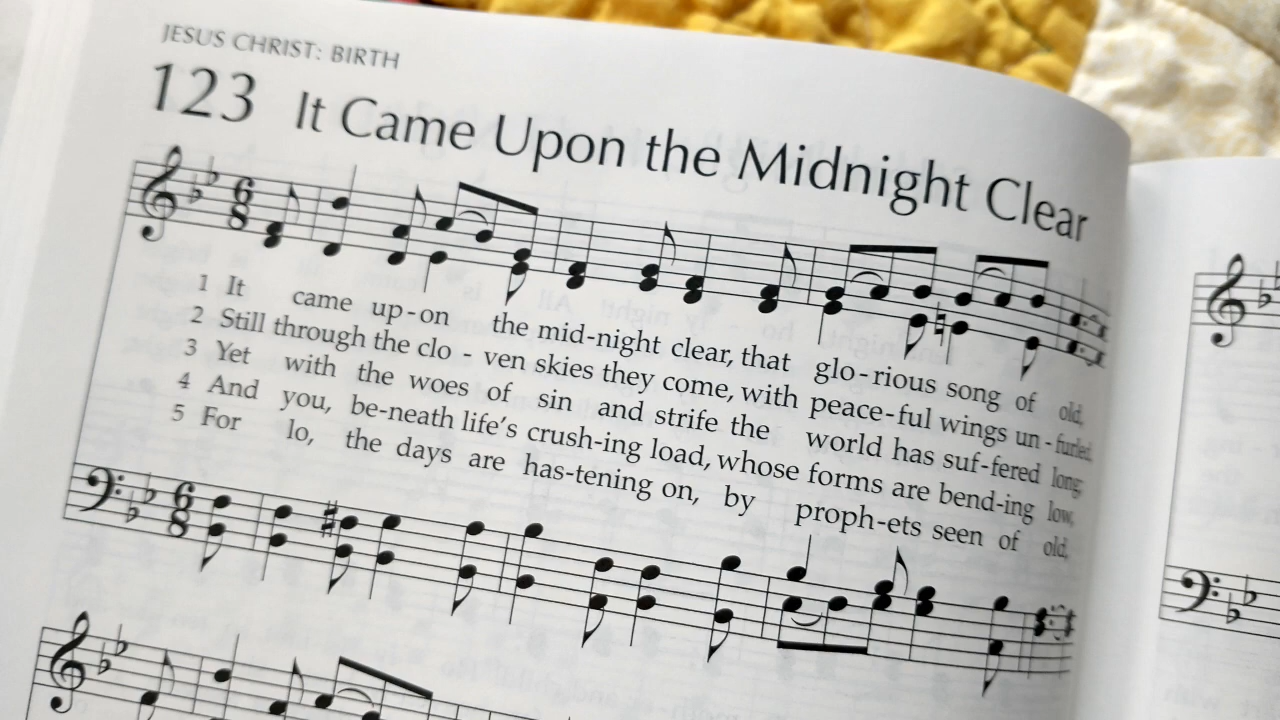 JESUS CHRIST: BIRTH
123 It Came Upon the Midnight Clear
6
8
1 It came up-on the mid-night clear, that glo-rious song of old,
2 Still through the clo - ven skies they come, with peace-ful wings un - furled
3 Yet with the woes of sin and strife the world has suf-fered long;
4 And you, be-neath life's crush-ing load, whose forms are bend-ing low,
5 For lo, the days are has-tening on, by proph-ets seen of old,
6
8